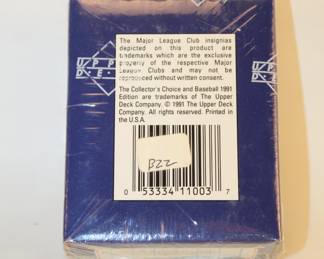 The Major League Club insignias
depicted on this product are
trademarks which are the exclusive
property of the respective Major
League Clubs and may not be
reproduced without written consent.
The Collector's Choice and Baseball 1991
Edition are trademarks of The Upper
Deck Company. © 1991 The Upper Deck
Company. All rights reserved. Printed in
the U.S.A.
B22
0 53334 11003 7